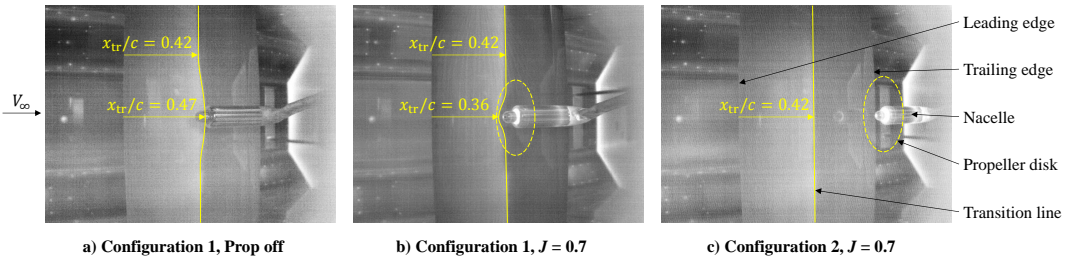 V∞
x_tr/c = 0.42
x_tr/c = 0.47
a) Configuration 1, Prop off
x_tr/c = 0.42
x_tr/c = 0.36
b) Configuration 1, J = 0.7
x_tr/c = 0.42
c) Configuration 2, J = 0.7
Leading edge
Trailing edge
Nacelle
Propeller disk
Transition line